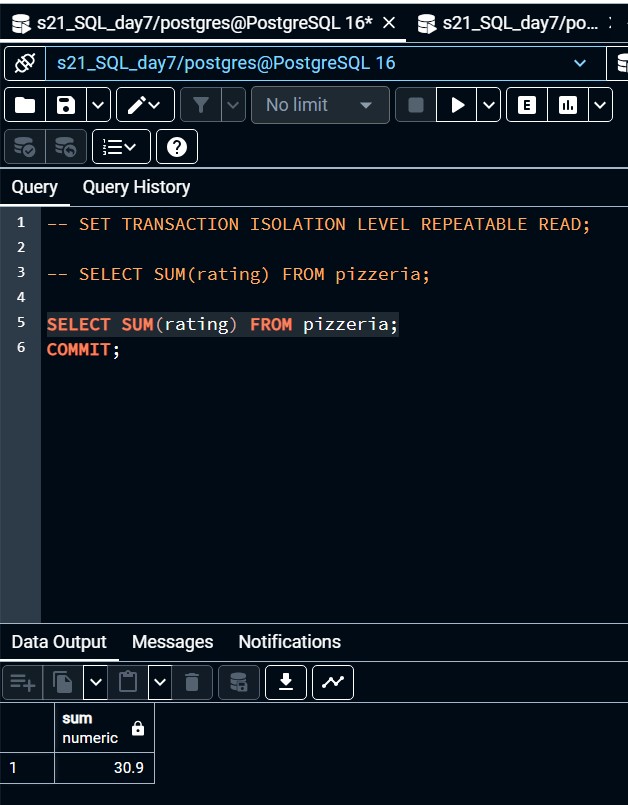 s21_SQL_day7/postgres@PostgreSQL 16*
s21_SQL_day7/po...
s21_SQL_day7/postgres@PostgreSQL 16
No limit
E
Query
Query History
1 -- SET TRANSACTION ISOLATION LEVEL REPEATABLE READ;
2
3 -- SELECT SUM(rating) FROM pizzeria;
4
5 SELECT SUM(rating) FROM pizzeria;
6 COMMIT;
Data Output
Messages
Notifications
sum
numeric
1 30.9